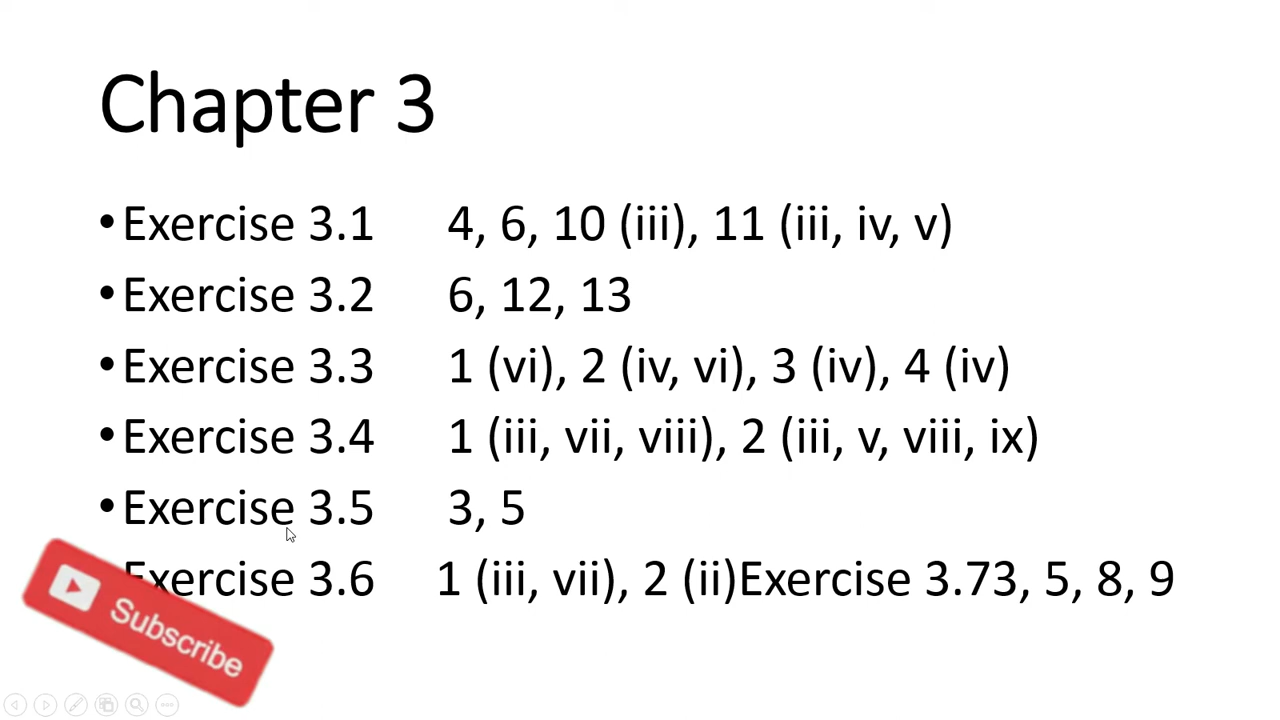 Chapter 3
•Exercise 3.1 4, 6, 10 (iii), 11 (iii, iv, v)
•Exercise 3.2 6, 12, 13
•Exercise 3.3 1 (vi), 2 (iv, vi), 3 (iv), 4 (iv)
•Exercise 3.4 1 (iii, vii, viii), 2 (iii, v, viii, ix)
•Exercise 3.5 3, 5
Exercise 3.6 1 (iii, vii), 2 (ii)Exercise 3.73, 5, 8, 9
Subscribe